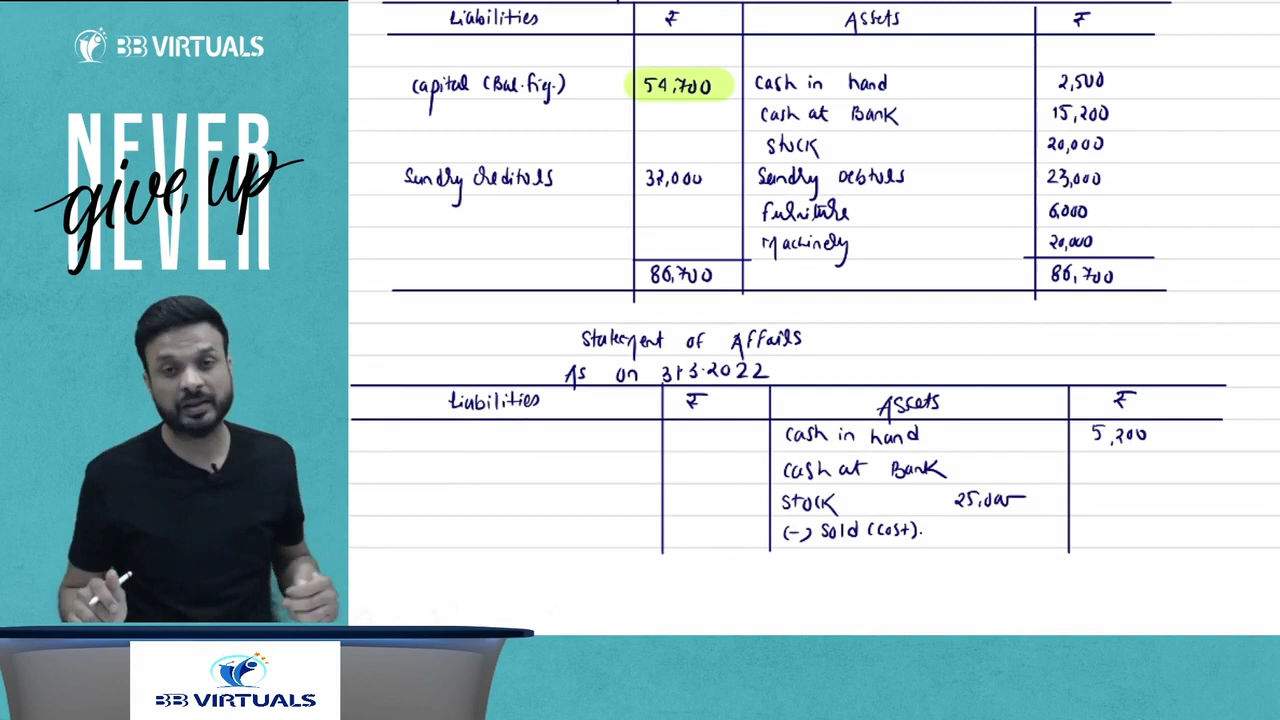 BB VIRTUALS
NEVER
give up
NEVER
Liabilities ₹ Assets ₹
Capital (Bal. fig.) 54,700 Cash in hand 2,500
Cash at Bank 15,200
Stock 20,000
Sundry Creditors 32,000 Sundry Debtors 23,000
Furniture 6,000
Machinery 20,000
86,700 86,700
Statement of Affairs
As on 31.3.2022
Liabilities ₹ Assets ₹
Cash in hand 5,200
Cash at Bank
Stock 25,000
(-) Sold (Cost).
BB VIRTUALS